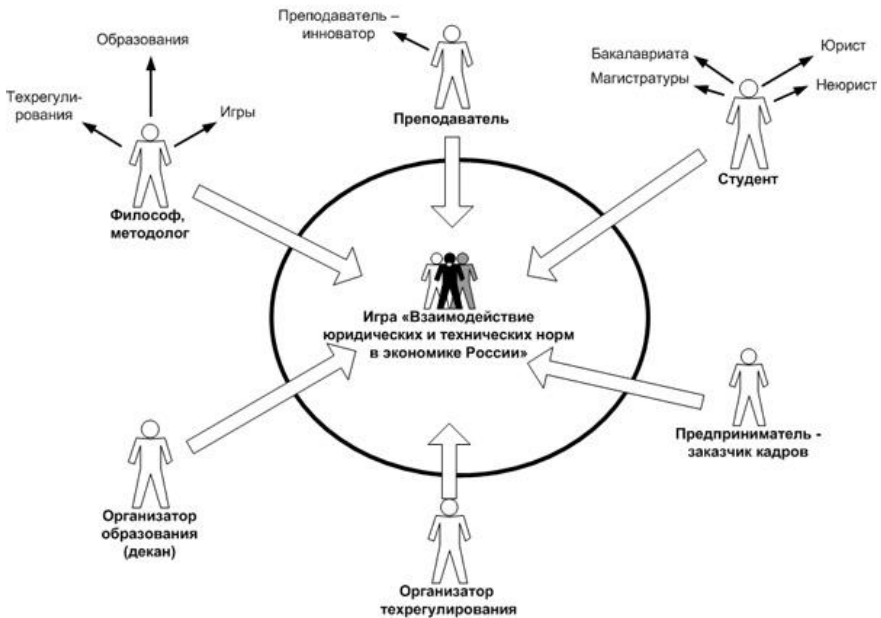 Образования
Техрегули-
рования
Игры
Философ,
методолог
Преподаватель –
инноватор
Преподаватель
Бакалавриата
Магистратуры
Юрист
Неюрист
Студент
Игра «Взаимодействие
юридических и технических норм
в экономике России»
Предприниматель -
заказчик кадров
Организатор
образования
(декан)
Организатор
техрегулирования